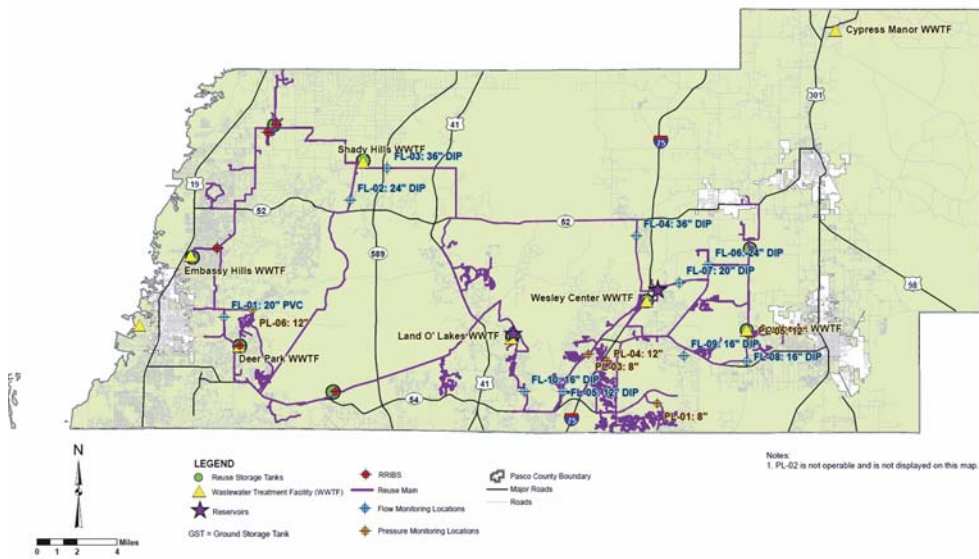 Cypress Manor WWTF
301
41
75
Shady Hills WWTF
FL-03: 36" DIP
FL-02: 24" DIP
19
52
52
FL-04: 36" DIP
589
FL-06: 24" DIP
FL-07: 20" DIP
Embassy Hills WWTF
98
Wesley Center WWTF
FL-01: 20" PVC
PL-06: 12"
Land O' Lakes WWTF
Deer Park WWTF
PL-04: 12"
PL-03: 8"
FL-09: 16" DIP
FL-08: 16" DIP
FL-10: 16" DIP
FL-05: 12" DIP
41
54
PL-01: 8"
75
N
LEGEND
Reuse Storage Tanks
Wastewater Treatment Facility (WWTF)
Reservoirs
GST = Ground Storage Tank
RRIBS
Reuse Main
Flow Monitoring Locations
Pressure Monitoring Locations
Pasco County Boundary
Major Roads
Roads
Notes:
1. PL-02 is not operable and is not displayed on this map.
4 2 0 4
Miles